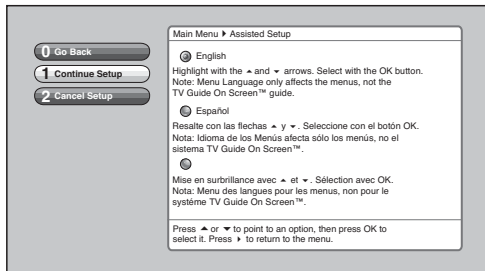 Main Menu ▶ Assisted Setup
0 Go Back
1 Continue Setup
2 Cancel Setup
English
Highlight with the ▲ and ▼ arrows. Select with the OK button.
Note: Menu Language only affects the menus, not the
TV Guide On Screen™ guide.
Español
Resalte con las flechas ▲ y ▼. Seleccione con el botón OK.
Nota: Idioma de los Menús afecta sólo los menús, no el
sistema TV Guide On Screen™.
Mise en surbrillance avec ▲ et ▼. Sélection avec OK.
Nota: Menu des langues pour les menus, non pour le
systéme TV Guide On Screen™.
Press ▲ or ▼ to point to an option, then press OK to
select it. Press ▶ to return to the menu.